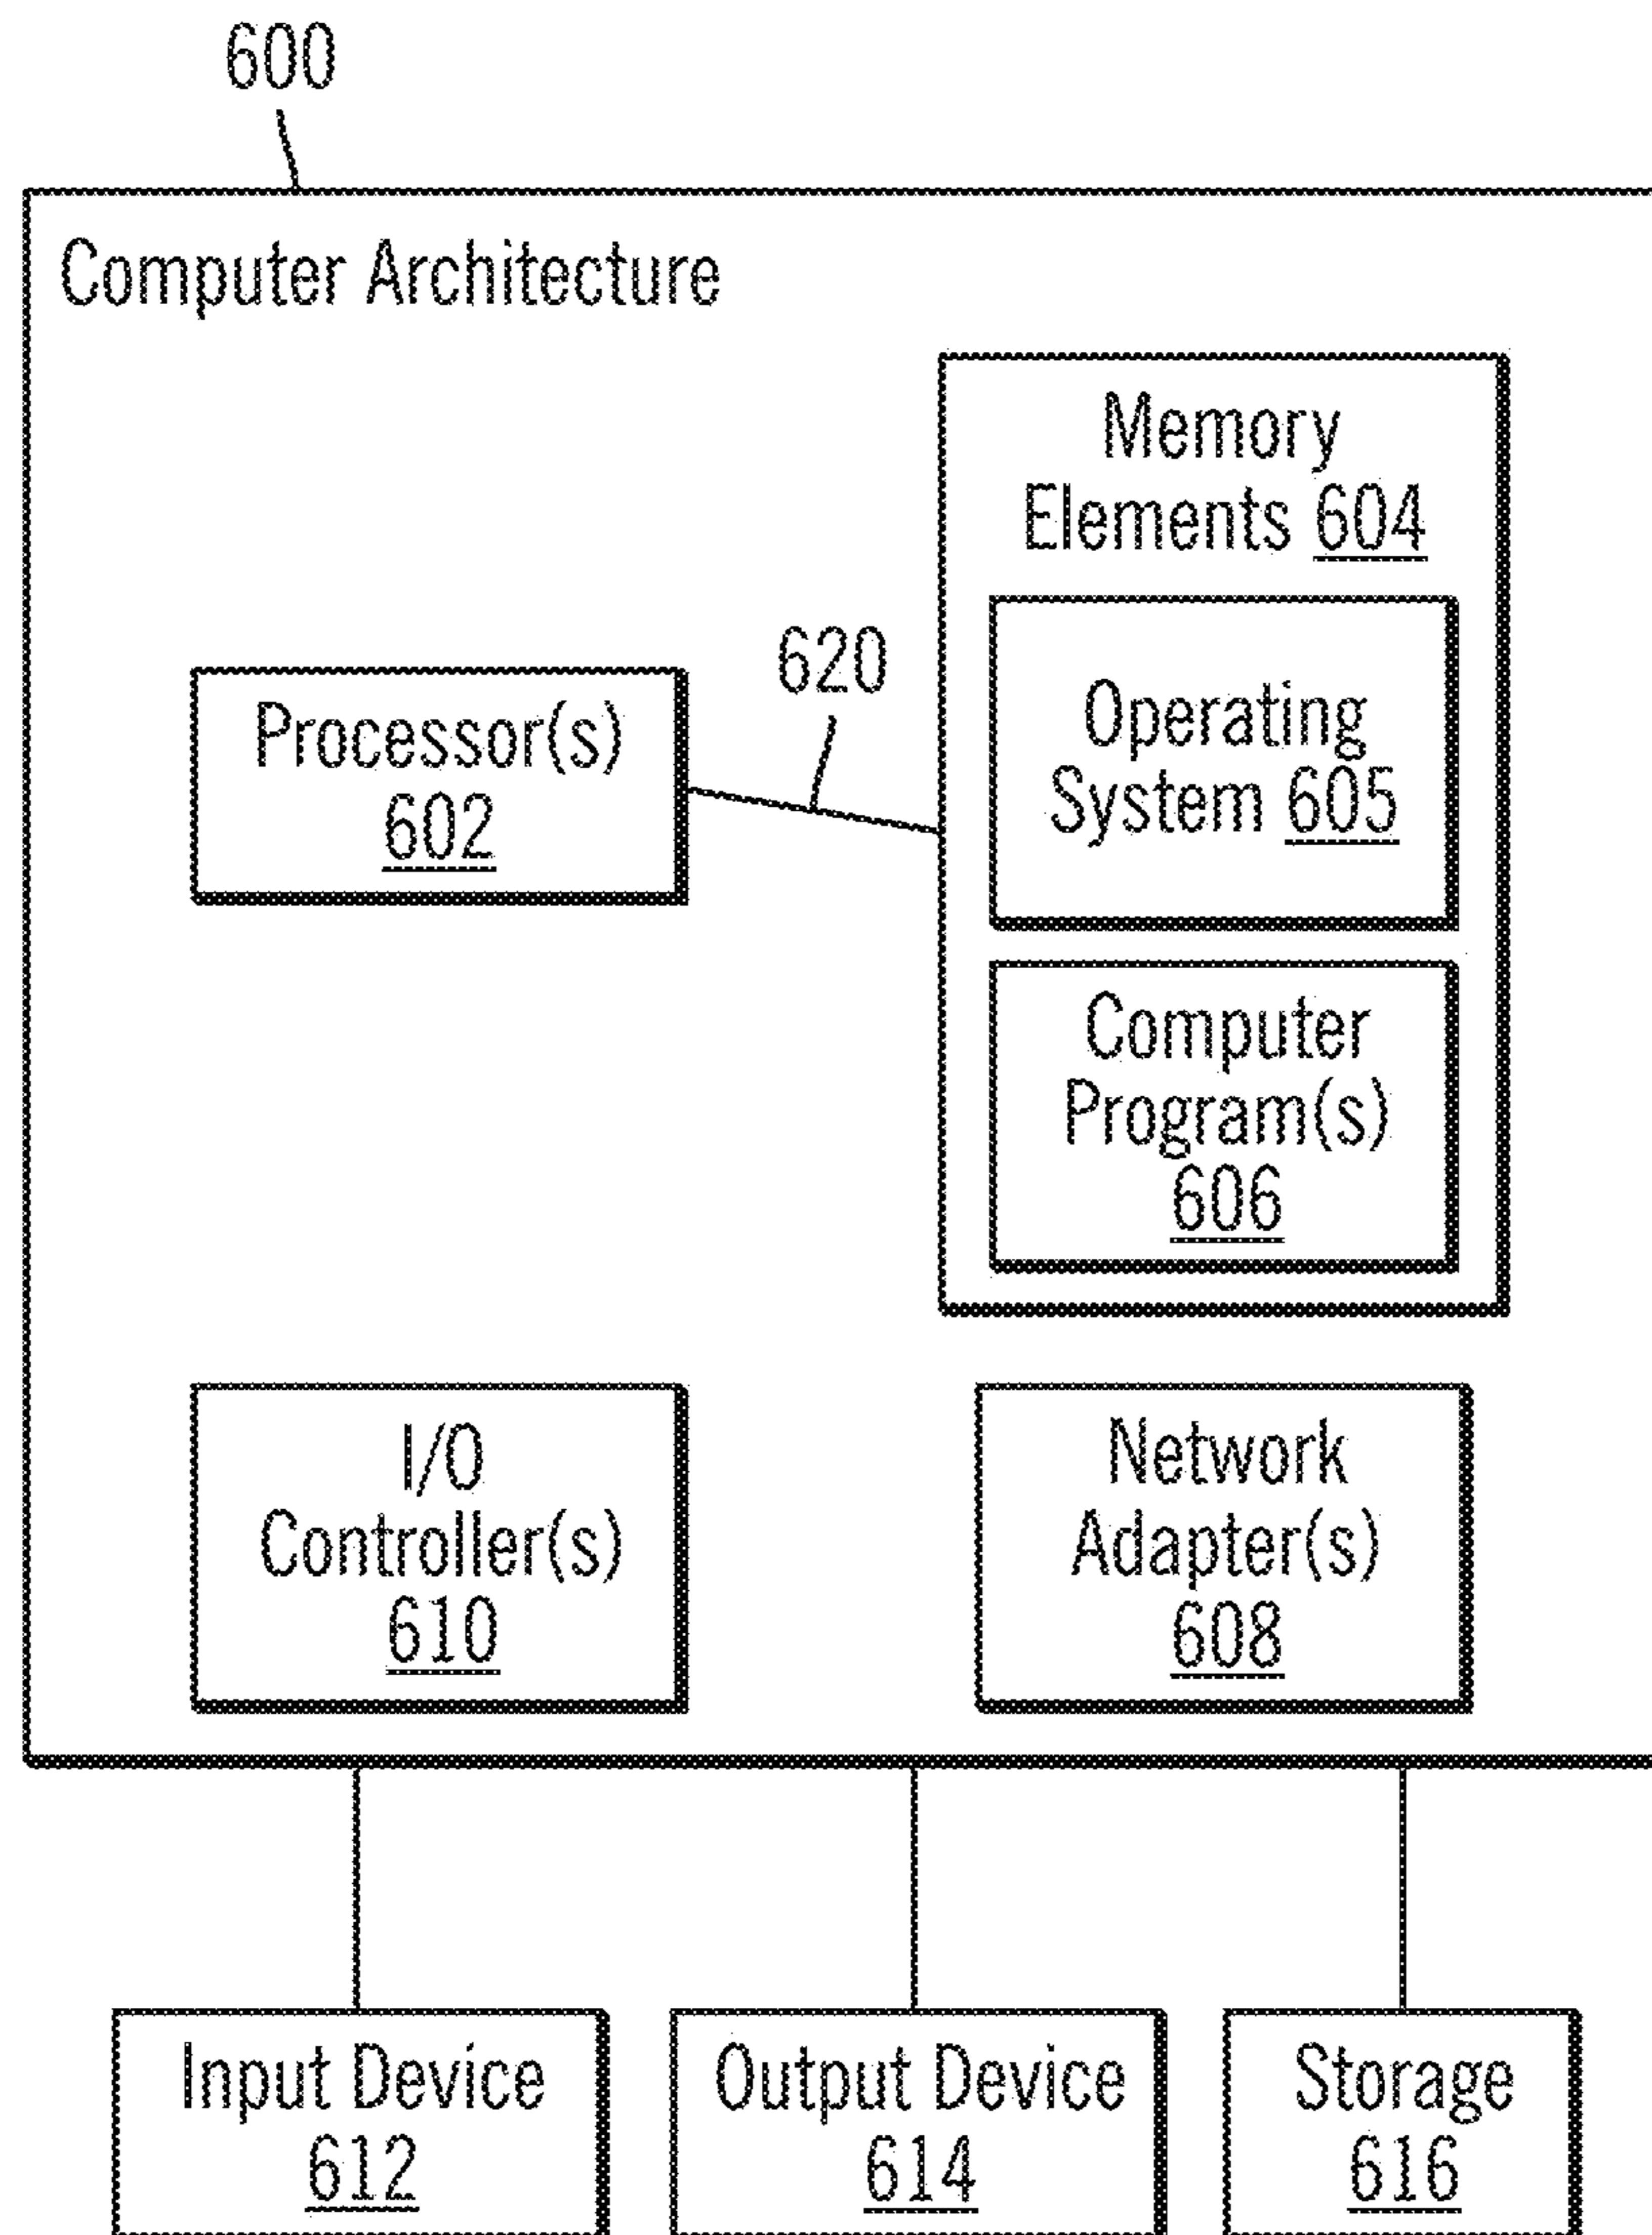 600
Computer Architecture
Memory
Elements 604
Processor(s)
602
620
Operating
System 605
Computer
Program(s)
606
I/O
Controller(s)
610
Network
Adapter(s)
608
Input Device
612
Output Device
614
Storage
616